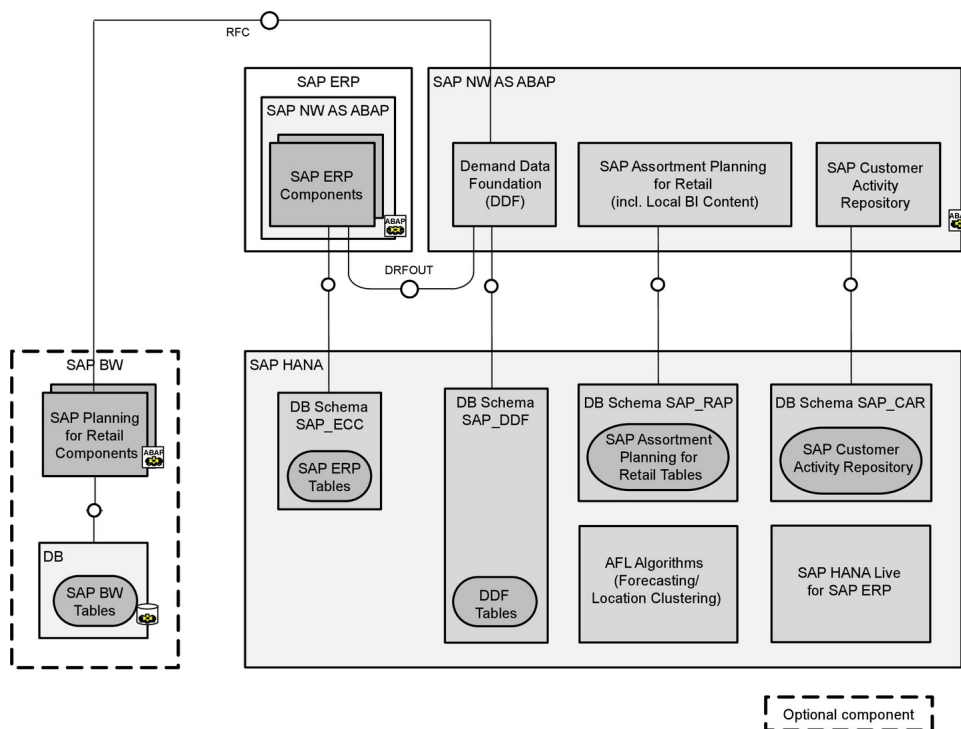 RFC
SAP ERP
SAP NW AS ABAP
SAP ERP
Components
ABAP
SAP NW AS ABAP
Demand Data
Foundation
(DDF)
SAP Assortment Planning
for Retail
(incl. Local BI Content)
SAP Customer
Activity
Repository
ABAP
DRFOUT
SAP BW
SAP Planning
for Retail
Components
ABAP
DB
SAP BW
Tables
SAP HANA
DB Schema
SAP_ECC
SAP ERP
Tables
DB Schema
SAP_DDF
DDF
Tables
DB Schema SAP_RAP
SAP Assortment
Planning for
Retail Tables
DB Schema SAP_CAR
SAP Customer
Activity Repository
AFL Algorithms
(Forecasting/
Location Clustering)
SAP HANA Live
for SAP ERP
Optional component